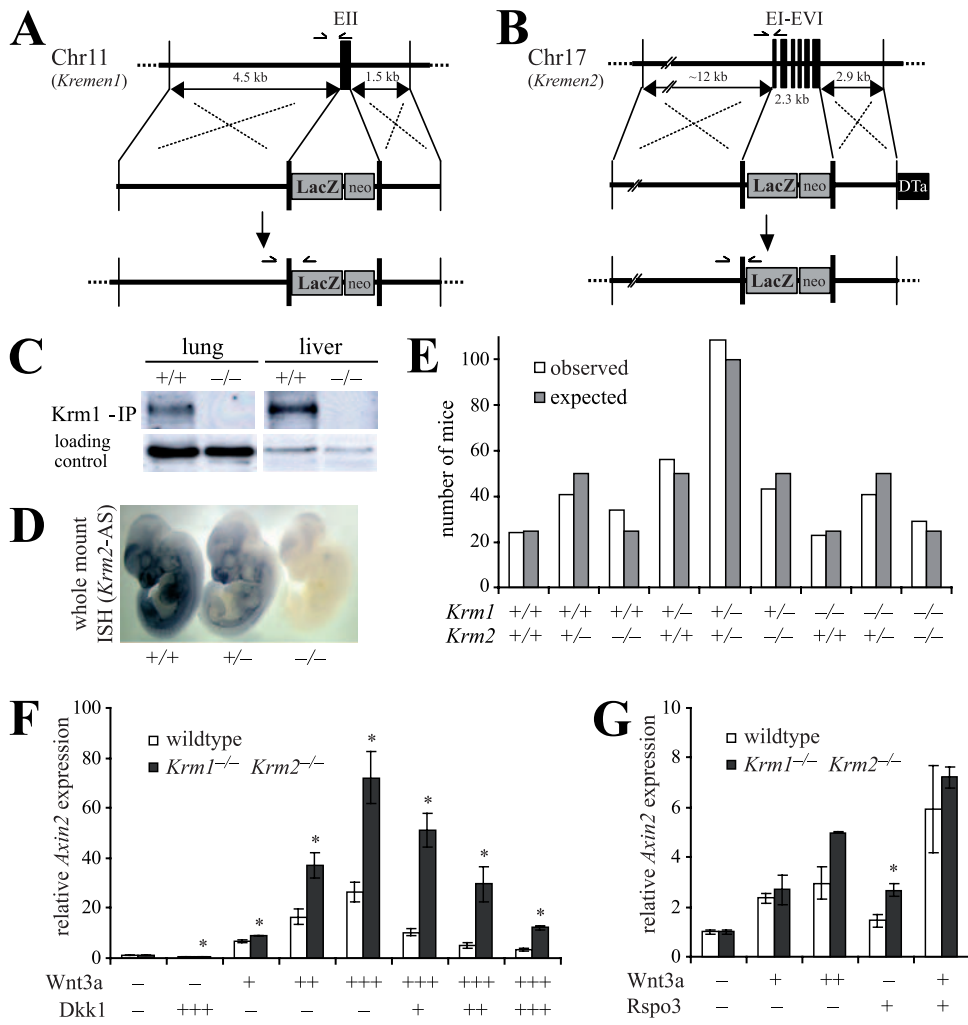 A
EII
Chr11
(Kremen1)
4.5 kb
1.5 kb
LacZ
neo
LacZ
neo
B
EI-EVI
Chr17
(Kremen2)
~12 kb
2.3 kb
2.9 kb
LacZ
neo
DTa
LacZ
neo
C
lung
liver
+/+
–/–
+/+
–/–
Krm1 -IP
loading
control
D
whole mount
ISH (Krm2-AS)
+/+
+/–
–/–
E
observed
expected
number of mice
100
80
60
40
20
0
Krm1 +/+ +/+ +/+ +/– +/– +/– –/– –/– –/–
Krm2 +/+ +/– –/– +/+ +/– –/– +/+ +/– –/–
F
wildtype
Krm1–/– Krm2–/–
relative Axin2 expression
100
80
60
40
20
0
* * * * * * *
Wnt3a – – + ++ +++ +++ +++ +++
Dkk1 – +++ – – – + ++ +++
G
wildtype
Krm1–/– Krm2–/–
relative Axin2 expression
10
8
6
4
2
0
*
Wnt3a – + ++ – +
Rspo3 – – – + +